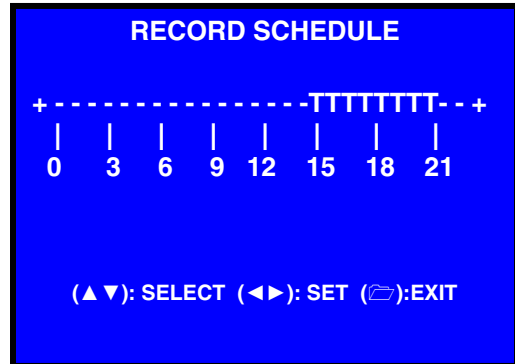 RECORD SCHEDULE
+ - - - - - - - - - - - - - - - - -TTTTTTTT- - +
| | | | | | | |
0 3 6 9 12 15 18 21
(▲▼): SELECT (◄►): SET (🗁):EXIT